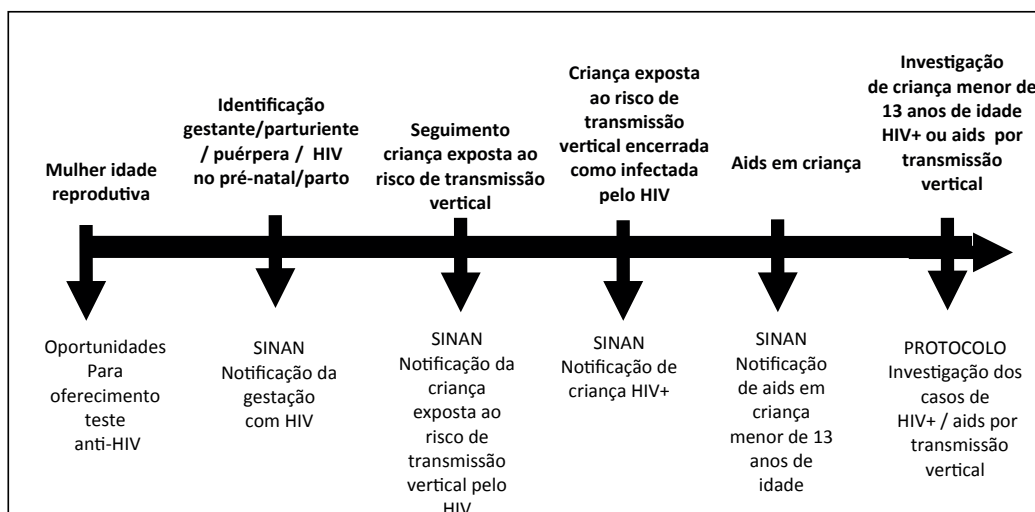 Mulher idade
reprodutiva
Identificação
gestante/parturiente
/ puérpera / HIV
no pré-natal/parto
Seguimento
criança exposta ao
risco de transmissão
vertical
Criança exposta
ao risco de
transmissão
vertical encerrada
como infectada
pelo HIV
Aids em criança
Investigação
de criança menor de
13 anos de idade
HIV+ ou aids por
transmissão
vertical
Oportunidades
Para
oferecimento
teste
anti-HIV
SINAN
Notificação da
gestação
com HIV
SINAN
Notificação da
criança
exposta ao
risco de
transmissão
vertical pelo
HIV
SINAN
Notificação de
criança HIV+
SINAN
Notificação
de aids em
criança
menor de 13
anos de
idade
PROTOCOLO
Investigação dos
casos de
HIV+ / aids por
transmissão
vertical